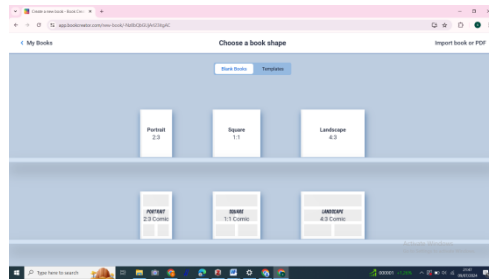 Create a new book - Book Cre
app.bookcreator.com/new-book/
My Books
Choose a book shape
Import book or PDF
Blank Books
Templates
Portrait
2:3
Square
1:1
Landscape
4:3
PORTRAIT
2:3 Comic
SQUARE
1:1 Comic
LANDSCAPE
4:3 Comic
Activate Windows
Type here to search